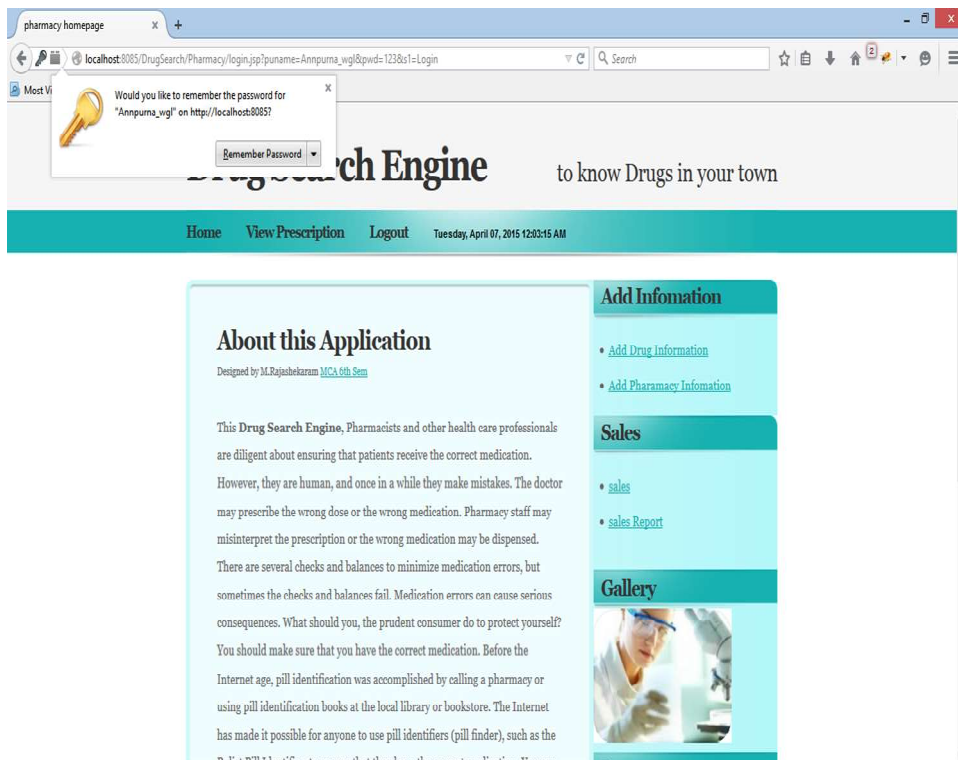 pharmacy homepage x +
localhost:8085/DrugSearch/Pharmacy/login.jsp?puname=Annpurna_wgl&pwd=123&s1=Login
Search
2
Most Vi
Would you like to remember the password for
"Annpurna_wgl" on http://localhost:8085?
x
Remember Password
Drug Search Engine
to know Drugs in your town
Home View Prescription Logout Tuesday, April 07, 2015 12:03:15 AM
About this Application
Designed by M.Rajashekaram MCA 6th Sem
This Drug Search Engine, Pharmacists and other health care professionals
are diligent about ensuring that patients receive the correct medication.
However, they are human, and once in a while they make mistakes. The doctor
may prescribe the wrong dose or the wrong medication. Pharmacy staff may
misinterpret the prescription or the wrong medication may be dispensed.
There are several checks and balances to minimize medication errors, but
sometimes the checks and balances fail. Medication errors can cause serious
consequences. What should you, the prudent consumer do to protect yourself?
You should make sure that you have the correct medication. Before the
Internet age, pill identification was accomplished by calling a pharmacy or
using pill identification books at the local library or bookstore. The Internet
has made it possible for anyone to use pill identifiers (pill finder), such as the
Add Infomation
• Add Drug Information
• Add Pharamacy Infomation
Sales
• sales
• sales Report
Gallery